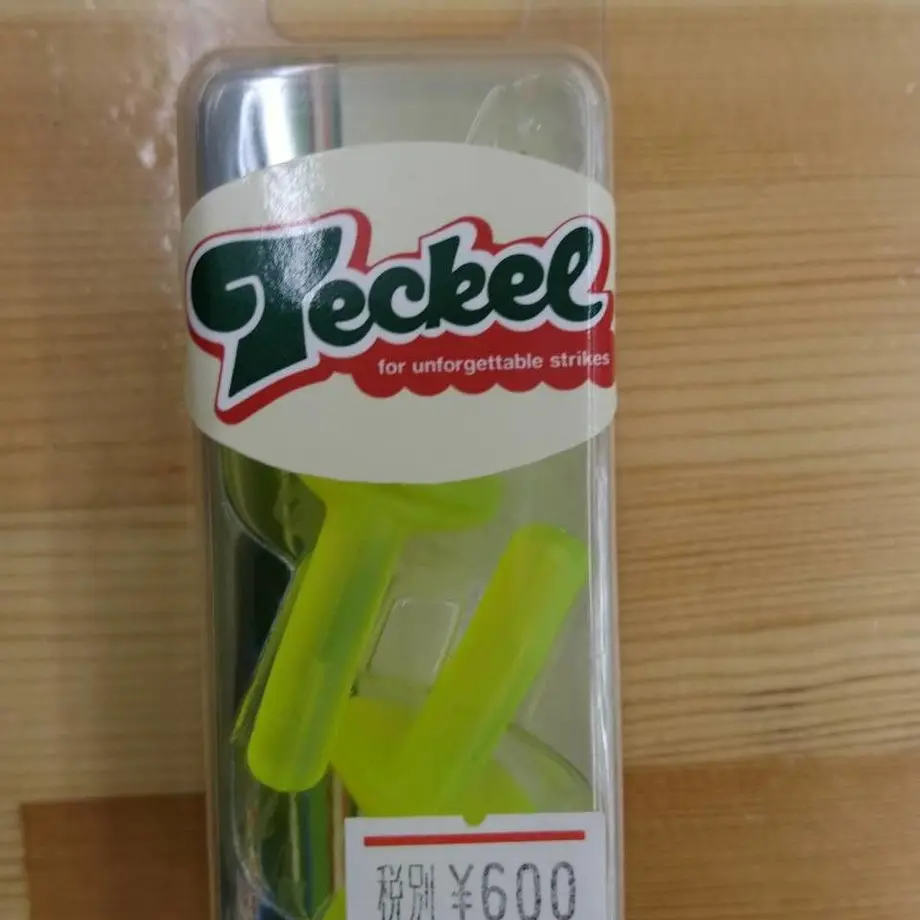 Teckel
for unforgettable strikes
税別 ¥600